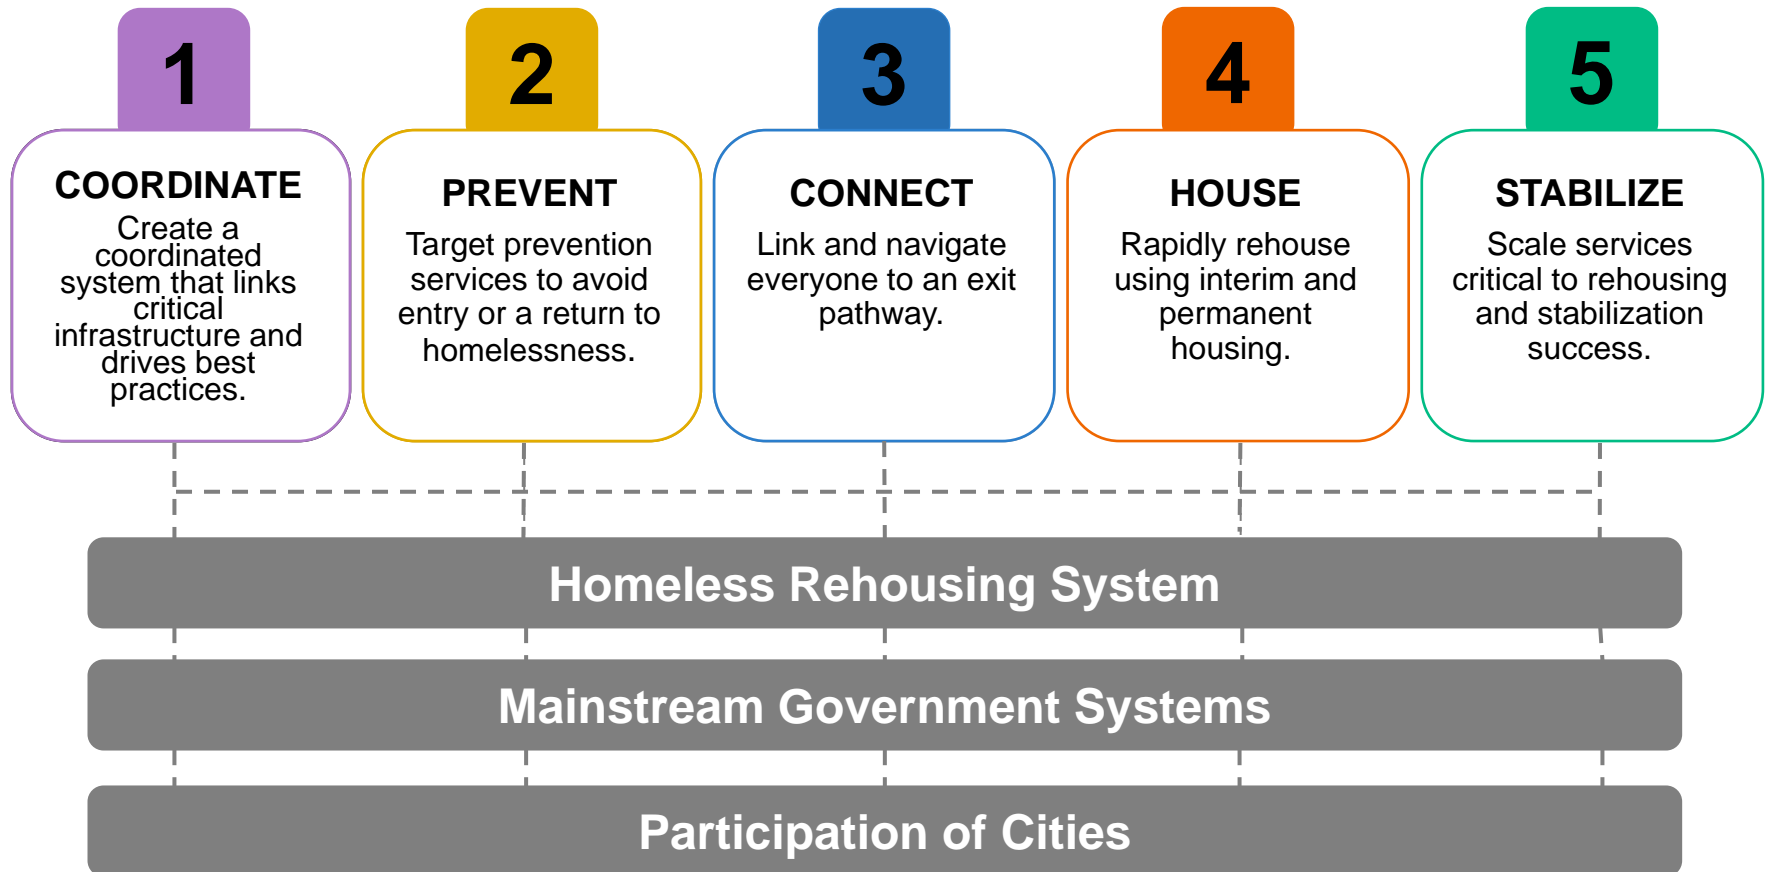 1
COORDINATE
Create a
coordinated
system that links
critical
infrastructure and
drives best
practices.
2
PREVENT
Target prevention
services to avoid
entry or a return to
homelessness.
3
CONNECT
Link and navigate
everyone to an exit
pathway.
4
HOUSE
Rapidly rehouse
using interim and
permanent
housing.
5
STABILIZE
Scale services
critical to rehousing
and stabilization
success.
Homeless Rehousing System
Mainstream Government Systems
Participation of Cities